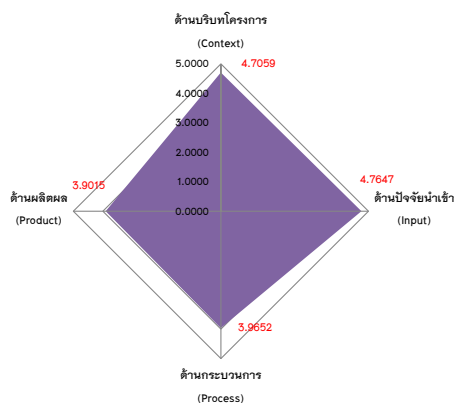 ด้านบริบทโครงการ
(Context)
5.0000
4.7059
4.0000
3.0000
2.0000
1.0000
0.0000
3.9015
ด้านผลิตผล
(Product)
4.7647
ด้านปัจจัยนำเข้า
(Input)
3.9652
ด้านกระบวนการ
(Process)